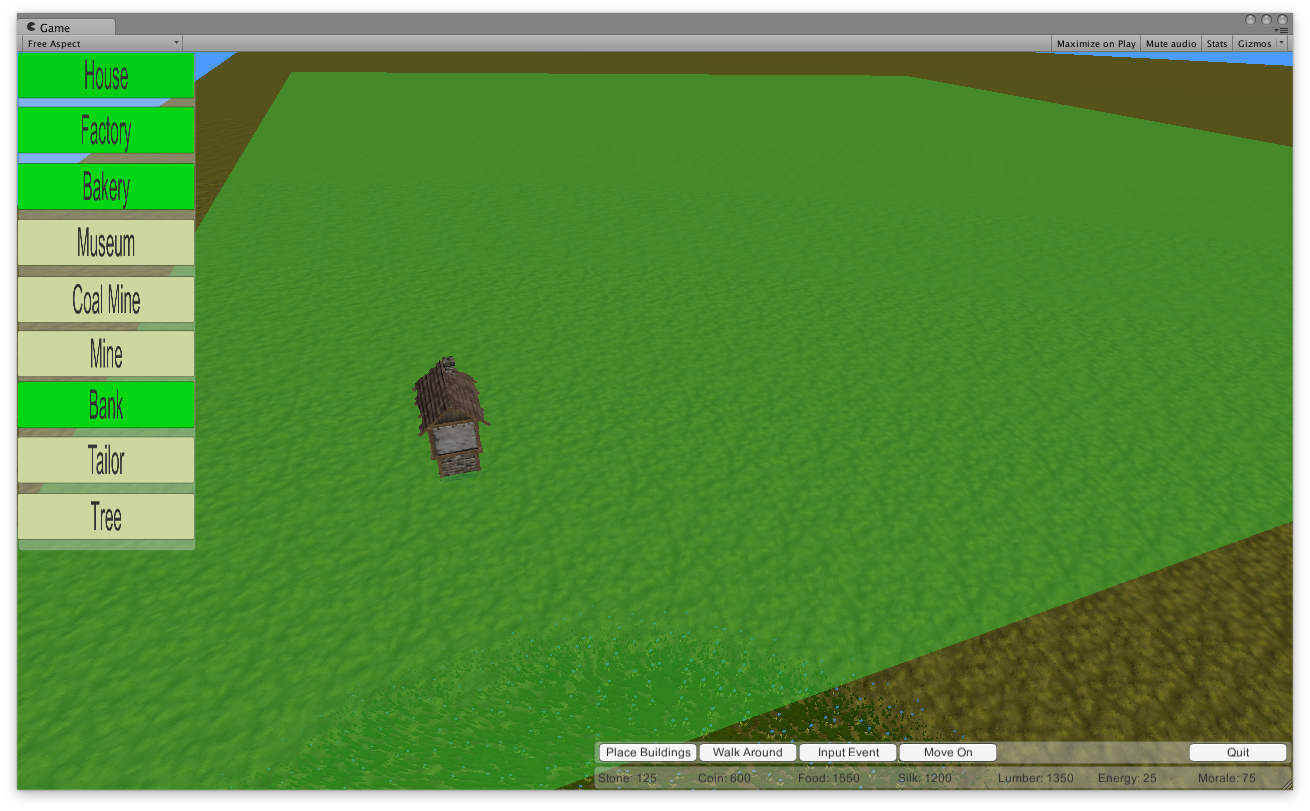 Game
Free Aspect Maximize on Play Mute audio Stats Gizmos
House
Factory
Bakery
Museum
Coal Mine
Mine
Bank
Tailor
Tree
Place Buildings Walk Around Input Event Move On Quit
Stone: 125 Coin: 600 Food: 1550 Silk: 1200 Lumber: 1350 Energy: 25 Morale: 75